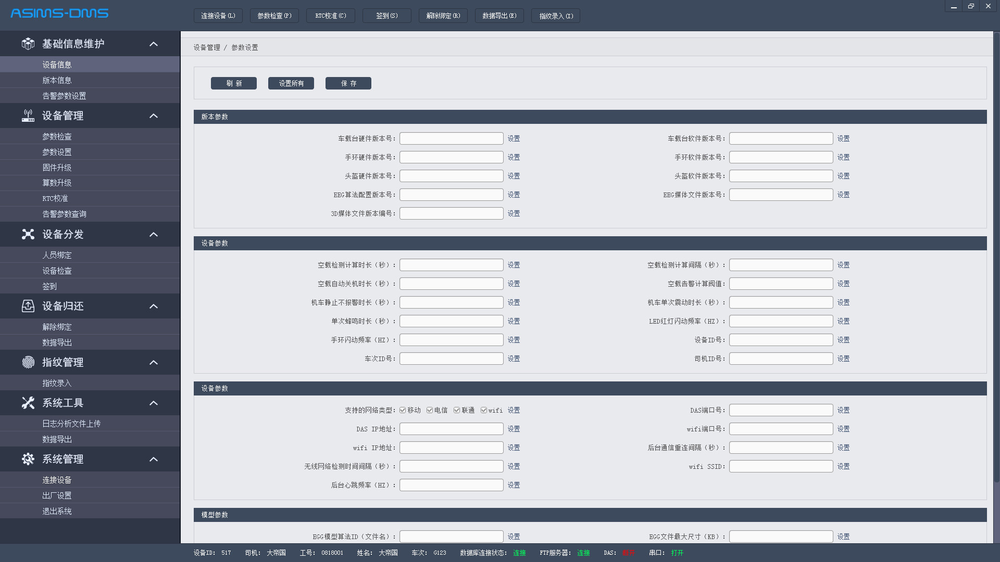 ASIMS-DMS
连接设备(L) 参数检查(P) RTC校准(C) 签到(S) 解除绑定(R) 数据导出(E) 指纹录入(I)
基础信息维护
设备信息
版本信息
告警参数设置
设备管理
参数检查
参数设置
固件升级
算数升级
RTC校准
告警参数查询
设备分发
人员绑定
设备检查
签到
设备归还
解除绑定
数据导出
指纹管理
指纹录入
系统工具
日志分析文件上传
数据导出
系统管理
连接设备
出厂设置
退出系统
设备管理 / 参数设置
刷 新 设置所有 保 存
版本参数
车载台硬件版本号: 设置 车载台软件版本号: 设置
手环硬件版本号: 设置 手环软件版本号: 设置
头盔硬件版本号: 设置 头盔软件版本号: 设置
EEG算法配置版本号: 设置 EEG媒体文件版本号: 设置
3D媒体文件版本编号: 设置
设备参数
空载检测计算时长（秒）: 设置 空载检测计算间隔（秒）: 设置
空载自动关机时长（秒）: 设置 空载告警计算阀值: 设置
机车静止不报警时长（秒）: 设置 机车单次震动时长（秒）: 设置
单次蜂鸣时长（秒）: 设置 LED红灯闪动频率（HZ）: 设置
手环闪动频率（HZ）: 设置 设备ID号: 设置
车次ID号: 设置 司机ID号: 设置
设备参数
支持的网络类型: 移动 电信 联通 wifi 设置 DAS端口号: 设置
DAS IP地址: 设置 wifi端口号: 设置
wifi IP地址: 设置 后台通信重连间隔（秒）: 设置
无线网络检测时间间隔（秒）: 设置 wifi SSID: 设置
后台心跳频率（HZ）: 设置
模型参数
EGG模型算法ID（文件名）: 设置 EGG文件最大尺寸（KB）: 设置
设备ID: 517 司机: 大帝国 工号: 0818001 姓名: 大帝国 车次: G123 数据库连接状态: 连接 FTP服务器: 连接 DAS: 串口: 打开